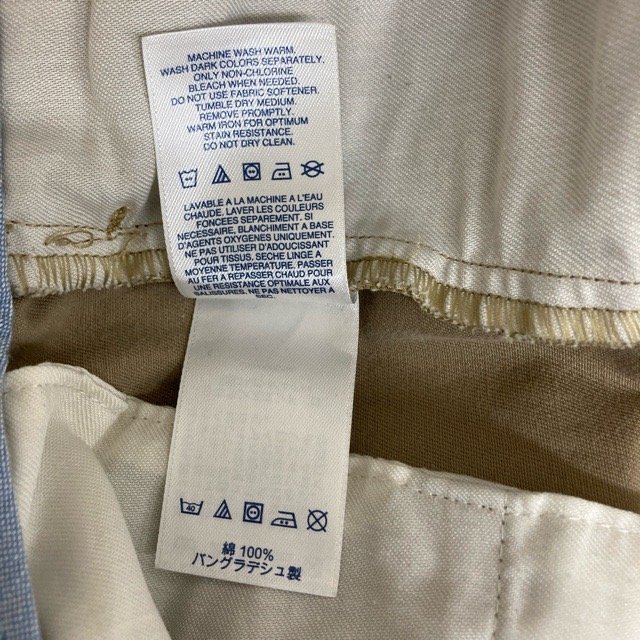 MACHINE WASH WARM.
WASH DARK COLORS SEPARATELY.
ONLY NON-CHLORINE
BLEACH WHEN NEEDED.
DO NOT USE FABRIC SOFTENER.
TUMBLE DRY MEDIUM.
REMOVE PROMPTLY.
WARM IRON FOR OPTIMUM
STAIN RESISTANCE.
DO NOT DRY CLEAN.
LAVABLE A LA MACHINE A L'EAU
CHAUDE. LAVER LES COULEURS
FONCEES SEPAREMENT. SI
NECESSAIRE, BLANCHIMENT A BASE
D'AGENTS OXYGENES UNIQUEMENT.
NE PAS UTILISER D'ADOUCISSANT
POUR TISSUS. SECHE LINGE A
MOYENNE TEMPERATURE. PASSER
AU FER A REPASSER CHAUD POUR
UNE RESISTANCE OPTIMALE AUX
SALISSURES. NE PAS NETTOYER A
SEC.
40
綿 100%
バングラデシュ製